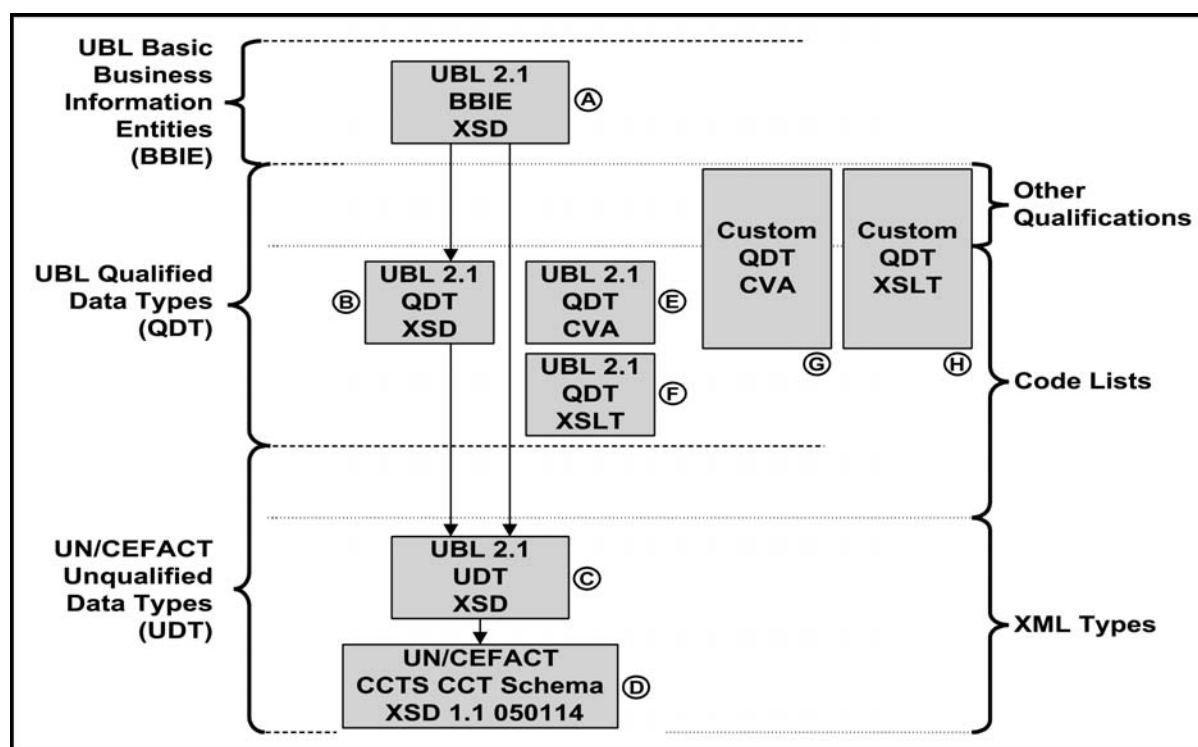 UBL Basic
Business
Information
Entities
(BBIE)
UBL 2.1
BBIE
XSD
A
Other
Qualifications
UBL Qualified
Data Types
(QDT)
B
UBL 2.1
QDT
XSD
UBL 2.1
QDT
CVA
E
UBL 2.1
QDT
XSLT
F
Custom
QDT
CVA
G
Custom
QDT
XSLT
H
Code Lists
UN/CEFACT
Unqualified
Data Types
(UDT)
UBL 2.1
UDT
XSD
C
UN/CEFACT
CCTS CCT Schema
XSD 1.1 050114
D
XML Types